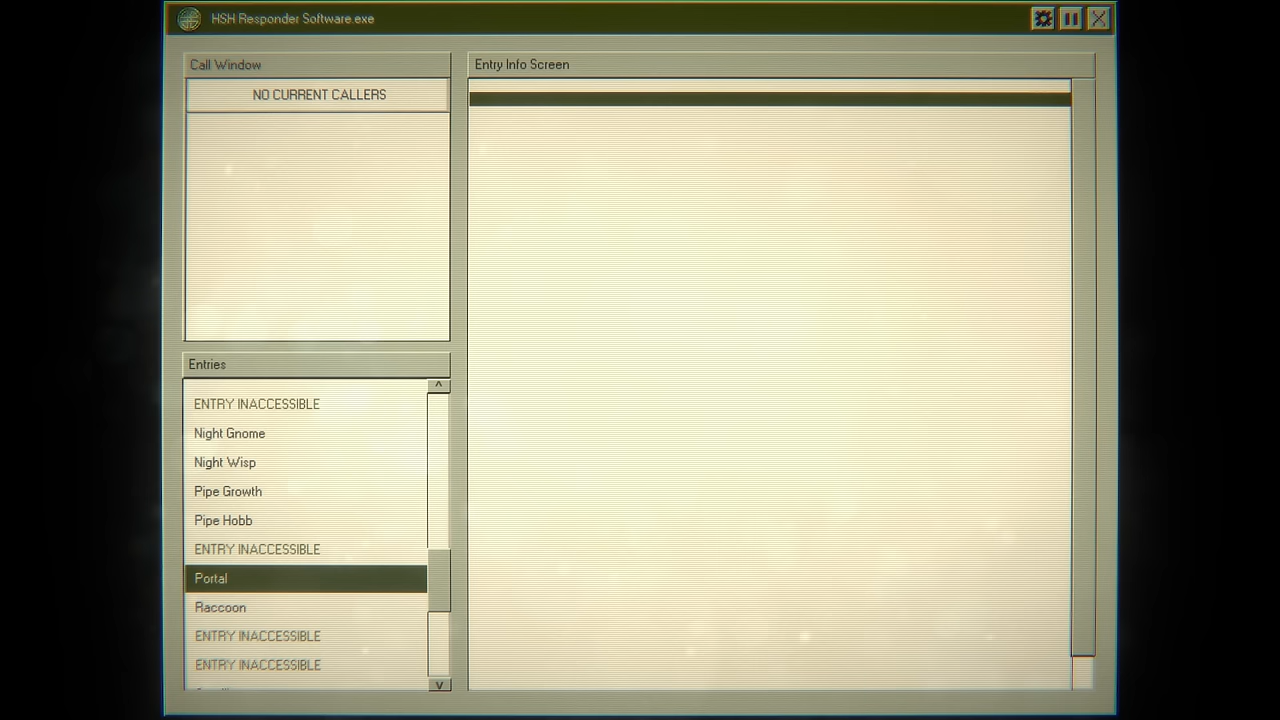 HSH Responder Software.exe
Call Window
NO CURRENT CALLERS
Entry Info Screen
Entries
ENTRY INACCESSIBLE
Night Gnome
Night Wisp
Pipe Growth
Pipe Hobb
ENTRY INACCESSIBLE
Portal
Raccoon
ENTRY INACCESSIBLE
ENTRY INACCESSIBLE